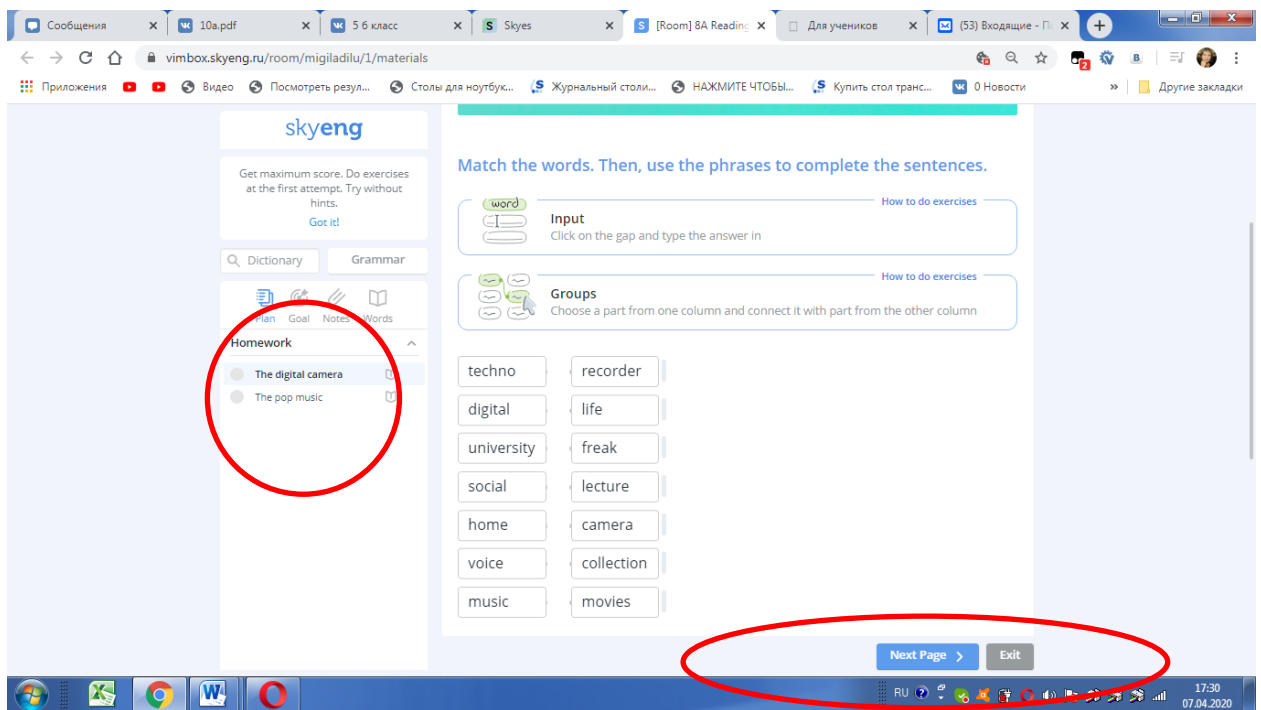 Сообщения
10a.pdf
5 6 класс
Skyes
[Room] 8A Reading
Для учеников
(53) Входящие - По
vimbox.skyeng.ru/room/migiladilu/1/materials
Приложения
Видео
Посмотреть резул...
Столы для ноутбук...
Журнальный столи...
НАЖМИТЕ ЧТОБЫ...
Купить стол транс...
0 Новости
»
Другие закладки
skyeng
Get maximum score. Do exercises
at the first attempt. Try without
hints.
Got it!
Dictionary
Grammar
Plan
Goal
Notes
Words
Homework
The digital camera
The pop music
Match the words. Then, use the phrases to complete the sentences.
word
How to do exercises
Input
Click on the gap and type the answer in
How to do exercises
Groups
Choose a part from one column and connect it with part from the other column
techno recorder
digital life
university freak
social lecture
home camera
voice collection
music movies
Next Page
Exit
RU
17:30
07.04.2020